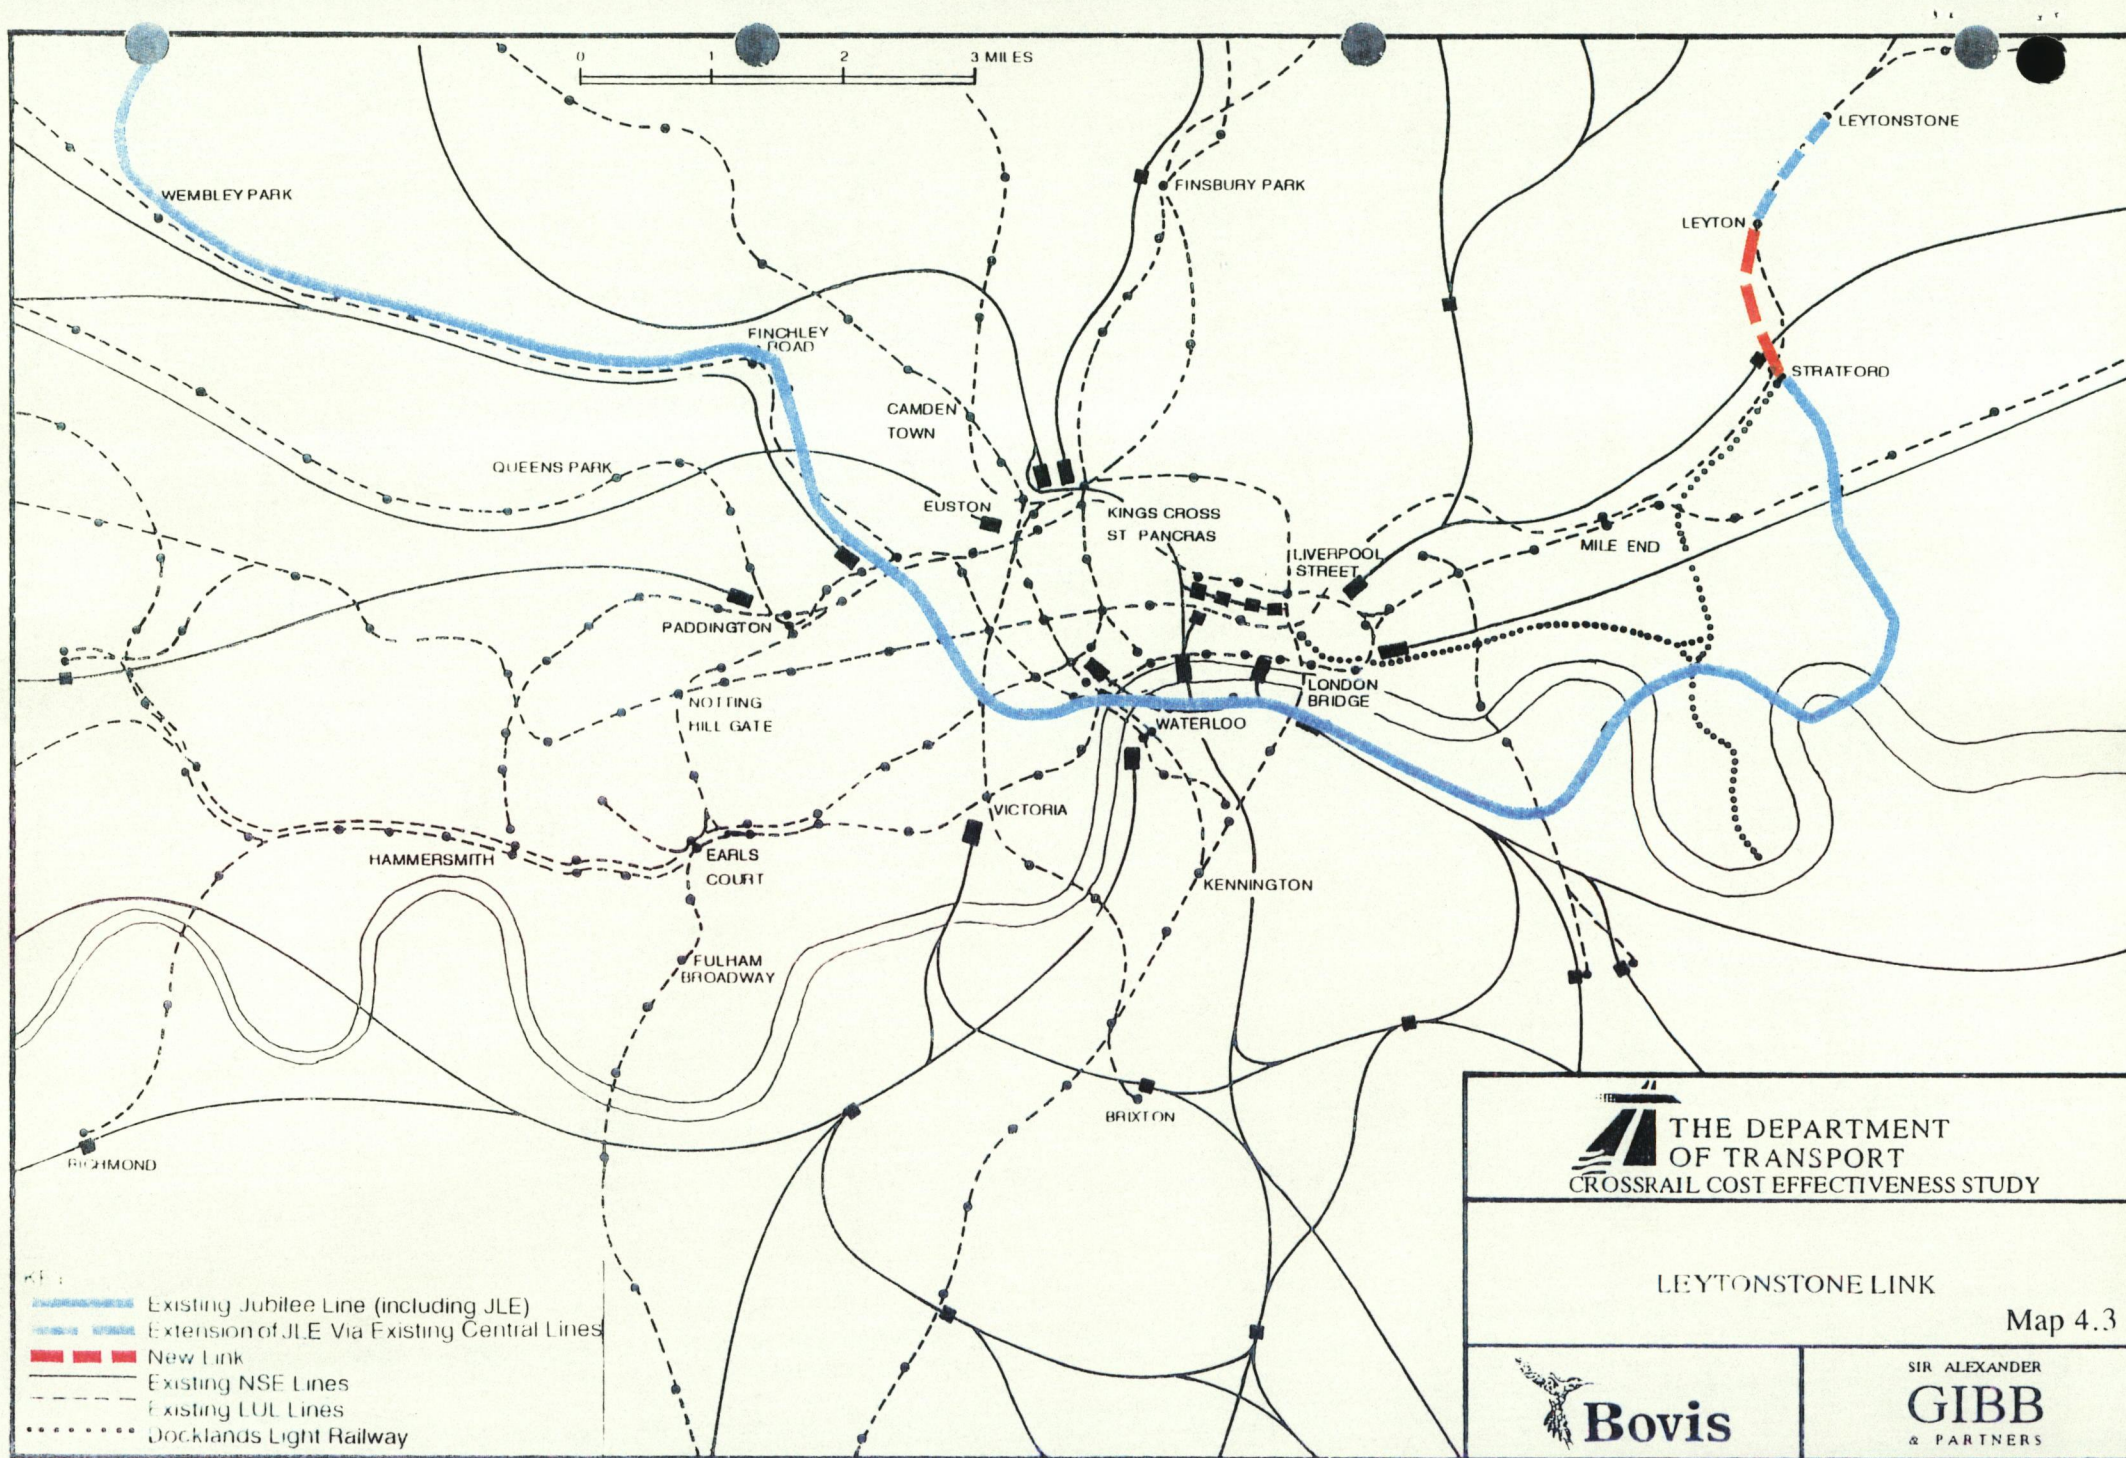 0 1 2 3 MILES
LEYTONSTONE
WEMBLEY PARK
FINSBURY PARK
LEYTON
FINCHLEY
ROAD
STRATFORD
CAMDEN
TOWN
QUEENS PARK
EUSTON
KINGS CROSS
ST PANCRAS
LIVERPOOL
STREET
MILE END
PADDINGTON
NOTTING
HILL GATE
LONDON
BRIDGE
WATERLOO
VICTORIA
HAMMERSMITH
EARLS
COURT
KENNINGTON
FULHAM
BROADWAY
BRIXTON
RICHMOND
THE DEPARTMENT
OF TRANSPORT
CROSSRAIL COST EFFECTIVENESS STUDY
LEYTONSTONE LINK
Map 4.3
Bovis
SIR ALEXANDER
GIBB
& PARTNERS
Existing Jubilee Line (including JLE)
Extension of JLE Via Existing Central Lines
New Link
Existing NSE Lines
Existing LUL Lines
Docklands Light Railway